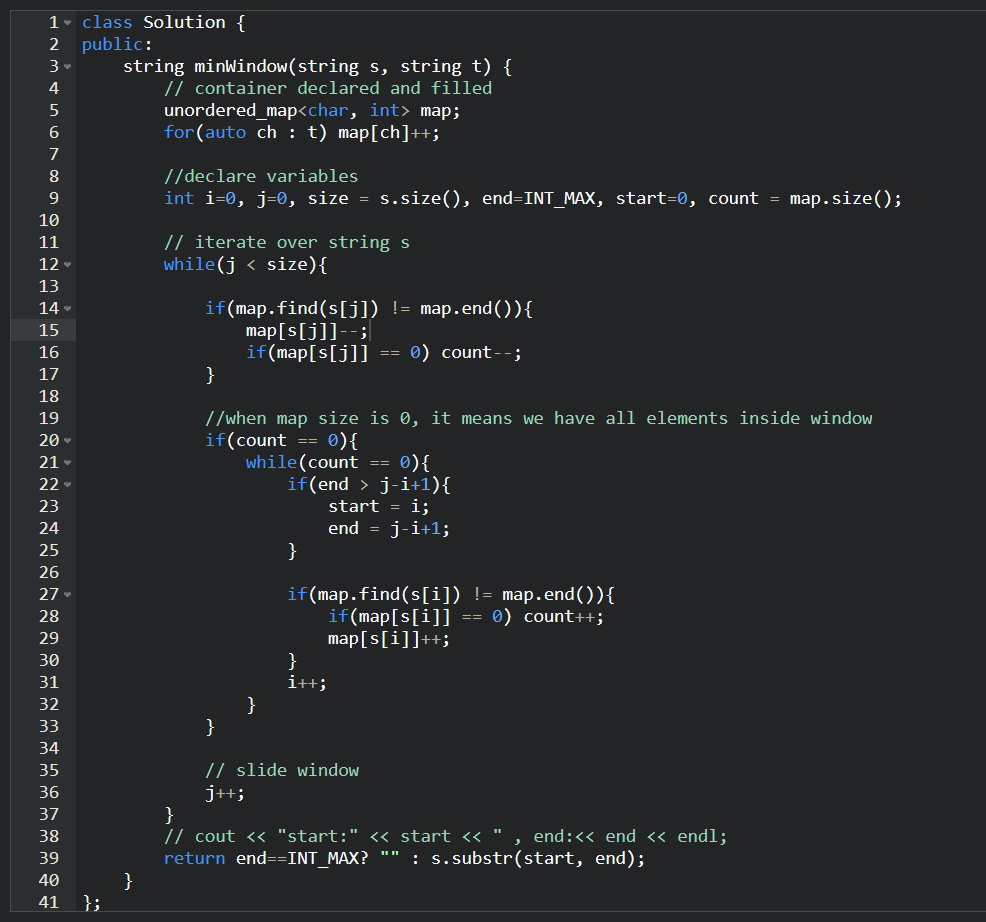 1 class Solution {
2 public:
3     string minWindow(string s, string t) {
4         // container declared and filled
5         unordered_map<char, int> map;
6         for(auto ch : t) map[ch]++;
7
8         //declare variables
9         int i=0, j=0, size = s.size(), end=INT_MAX, start=0, count = map.size();
10
11         // iterate over string s
12         while(j < size){
13
14             if(map.find(s[j]) != map.end()){
15                 map[s[j]]--;
16                 if(map[s[j]] == 0) count--;
17             }
18
19             //when map size is 0, it means we have all elements inside window
20             if(count == 0){
21                 while(count == 0){
22                     if(end > j-i+1){
23                         start = i;
24                         end = j-i+1;
25                     }
26
27                     if(map.find(s[i]) != map.end()){
28                         if(map[s[i]] == 0) count++;
29                         map[s[i]]++;
30                     }
31                     i++;
32                 }
33             }
34
35             // slide window
36             j++;
37         }
38         // cout << "start:" << start << " , end:<< end << endl;
39         return end==INT_MAX? "" : s.substr(start, end);
40     }
41 };